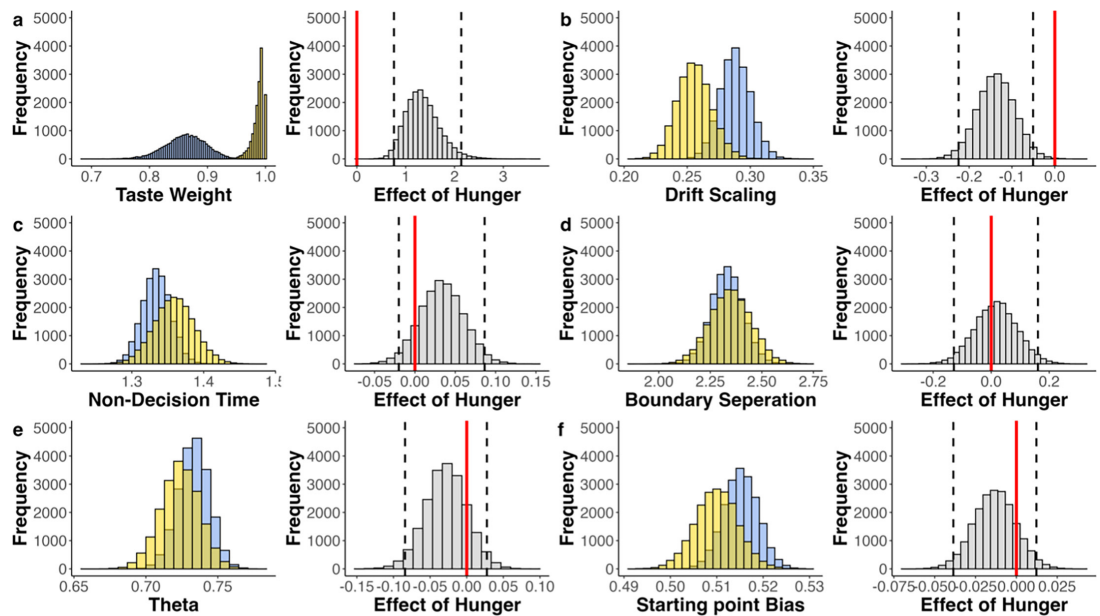 a
Frequency
5000
4000
3000
2000
1000
0
0.7 0.8 0.9 1.0
Taste Weight
Frequency
5000
4000
3000
2000
1000
0
0 1 2 3
Effect of Hunger
b
Frequency
5000
4000
3000
2000
1000
0
0.20 0.25 0.30 0.35
Drift Scaling
Frequency
5000
4000
3000
2000
1000
0
-0.3 -0.2 -0.1 0.0
Effect of Hunger
c
Frequency
5000
4000
3000
2000
1000
0
1.3 1.4
Non-Decision Time
Frequency
5000
4000
3000
2000
1000
0
-0.05 0.00 0.05 0.10 0.15
Effect of Hunger
d
Frequency
5000
4000
3000
2000
1000
0
2.00 2.25 2.50 2.75
Boundary Seperation
Frequency
5000
4000
3000
2000
1000
0
-0.2 0.0 0.2
Effect of Hunger
e
Frequency
5000
4000
3000
2000
1000
0
0.65 0.70 0.75
Theta
Frequency
5000
4000
3000
2000
1000
0
-0.15 -0.10 -0.05 0.00 0.05 0.10
Effect of Hunger
f
Frequency
5000
4000
3000
2000
1000
0
0.49 0.50 0.51 0.52 0.53
Starting point Bias
Frequency
5000
4000
3000
2000
1000
0
-0.075 -0.050 -0.025 0.000 0.025
Effect of Hunger